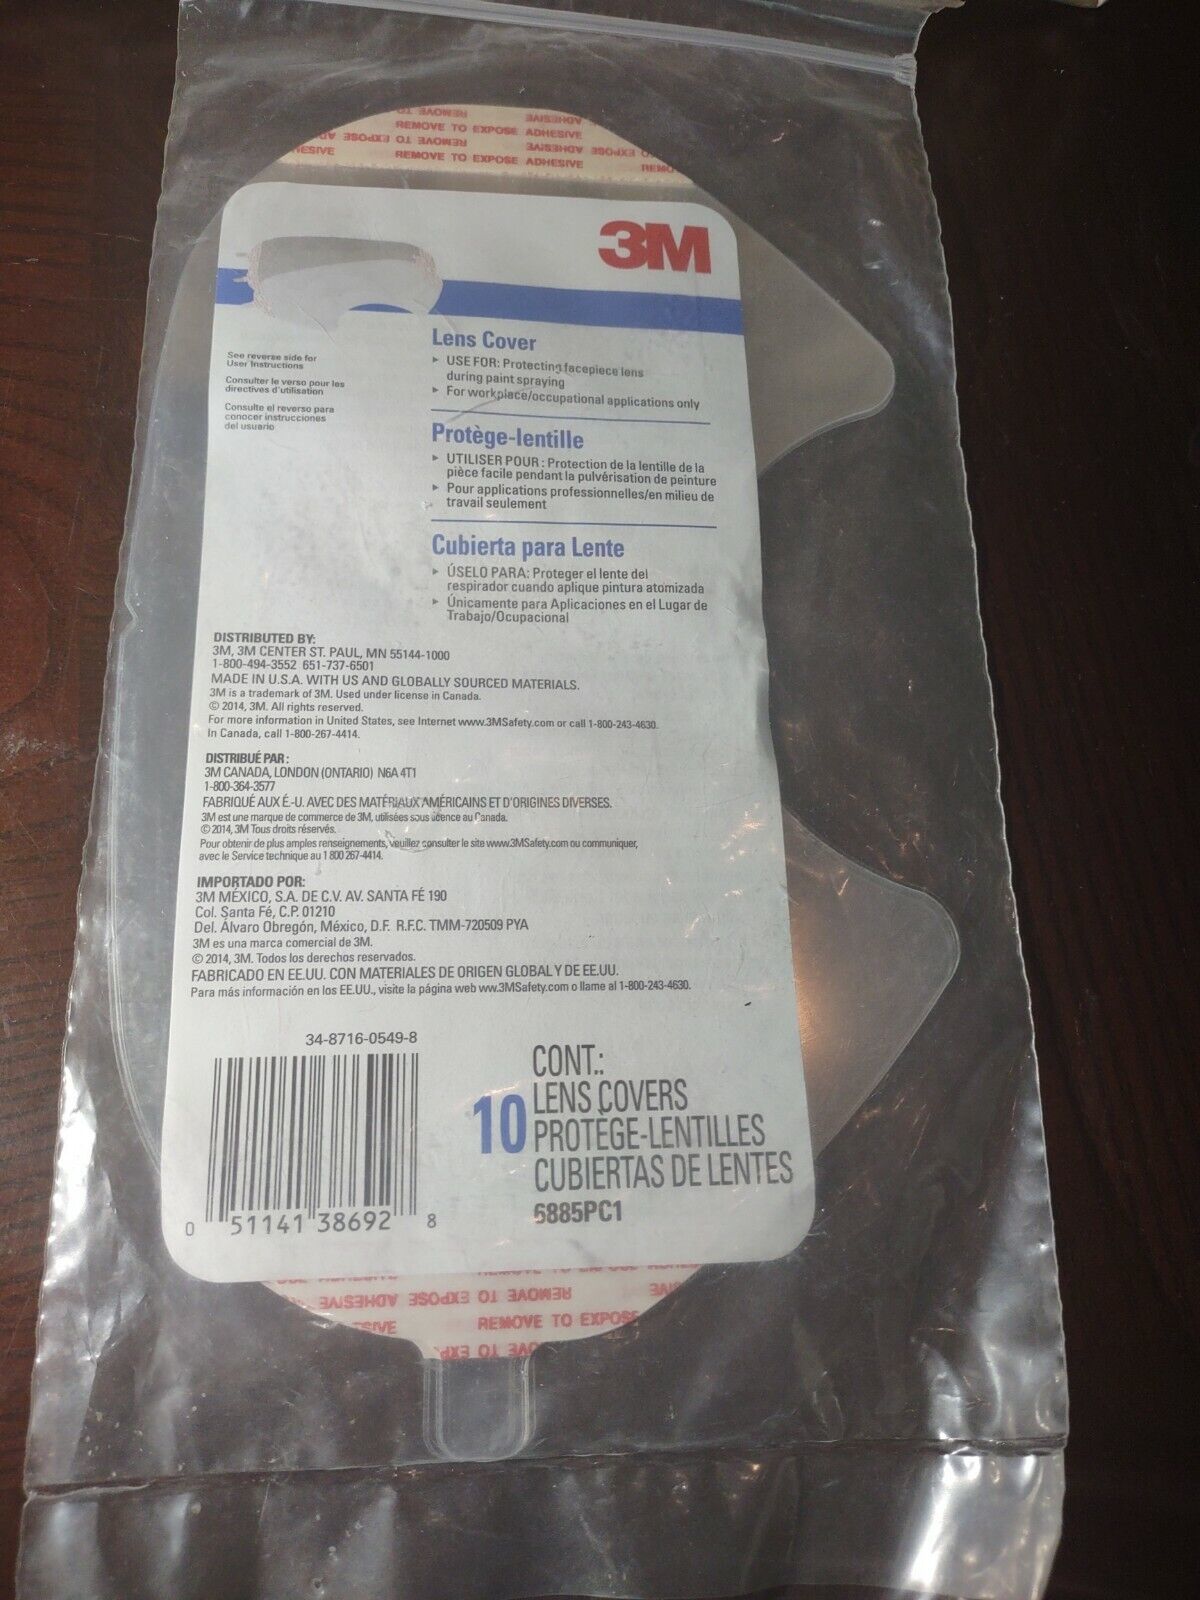 REMOVE TO EXPOSE ADHESIVE
REMOVE TO EXPOSE ADHESIVE
3M
See reverse side for
User Instructions
Consulter le verso pour les
directives d'utilisation
Consulte el reverso para
conocer instrucciones
del usuario
Lens Cover
▸ USE FOR: Protecting facepiece lens
during paint spraying
▸ For workplace/occupational applications only
Protège-lentille
▸ UTILISER POUR : Protection de la lentille de la
pièce facile pendant la pulvérisation de peinture
▸ Pour applications professionnelles/en milieu de
travail seulement
Cubierta para Lente
▸ ÚSELO PARA: Proteger el lente del
respirador cuando aplique pintura atomizada
▸ Únicamente para Aplicaciones en el Lugar de
Trabajo/Ocupacional
DISTRIBUTED BY:
3M, 3M CENTER ST. PAUL, MN 55144-1000
1-800-494-3552 651-737-6501
MADE IN U.S.A. WITH US AND GLOBALLY SOURCED MATERIALS.
3M is a trademark of 3M. Used under license in Canada.
© 2014, 3M. All rights reserved.
For more information in United States, see Internet www.3MSafety.com or call 1-800-243-4630.
In Canada, call 1-800-267-4414.
DISTRIBUÉ PAR :
3M CANADA, LONDON (ONTARIO) N6A 4T1
1-800-364-3577
FABRIQUÉ AUX É.-U. AVEC DES MATÉRIAUX AMÉRICAINS ET D'ORIGINES DIVERSES.
3M est une marque de commerce de 3M, utilisées sous licence au Canada.
© 2014, 3M Tous droits réservés.
Pour obtenir de plus amples renseignements, veuillez consulter le site www.3MSafety.com ou communiquer,
avec le Service technique au 1 800 267-4414.
IMPORTADO POR:
3M MÉXICO, S.A. DE C.V. AV. SANTA FÉ 190
Col. Santa Fé, C.P. 01210
Del. Álvaro Obregón, México, D.F. R.F.C. TMM-720509 PYA
3M es una marca comercial de 3M.
© 2014, 3M. Todos los derechos reservados.
FABRICADO EN EE.UU. CON MATERIALES DE ORIGEN GLOBAL Y DE EE.UU.
Para más información en los EE.UU., visite la página web www.3MSafety.com o llame al 1-800-243-4630.
34-8716-0549-8
0 51141 38692 8
CONT.:
10 LENS COVERS
PROTÈGE-LENTILLES
CUBIERTAS DE LENTES
6885PC1
REMOVE TO EXPOSE ADHESIVE
REMOVE TO EXPOSE